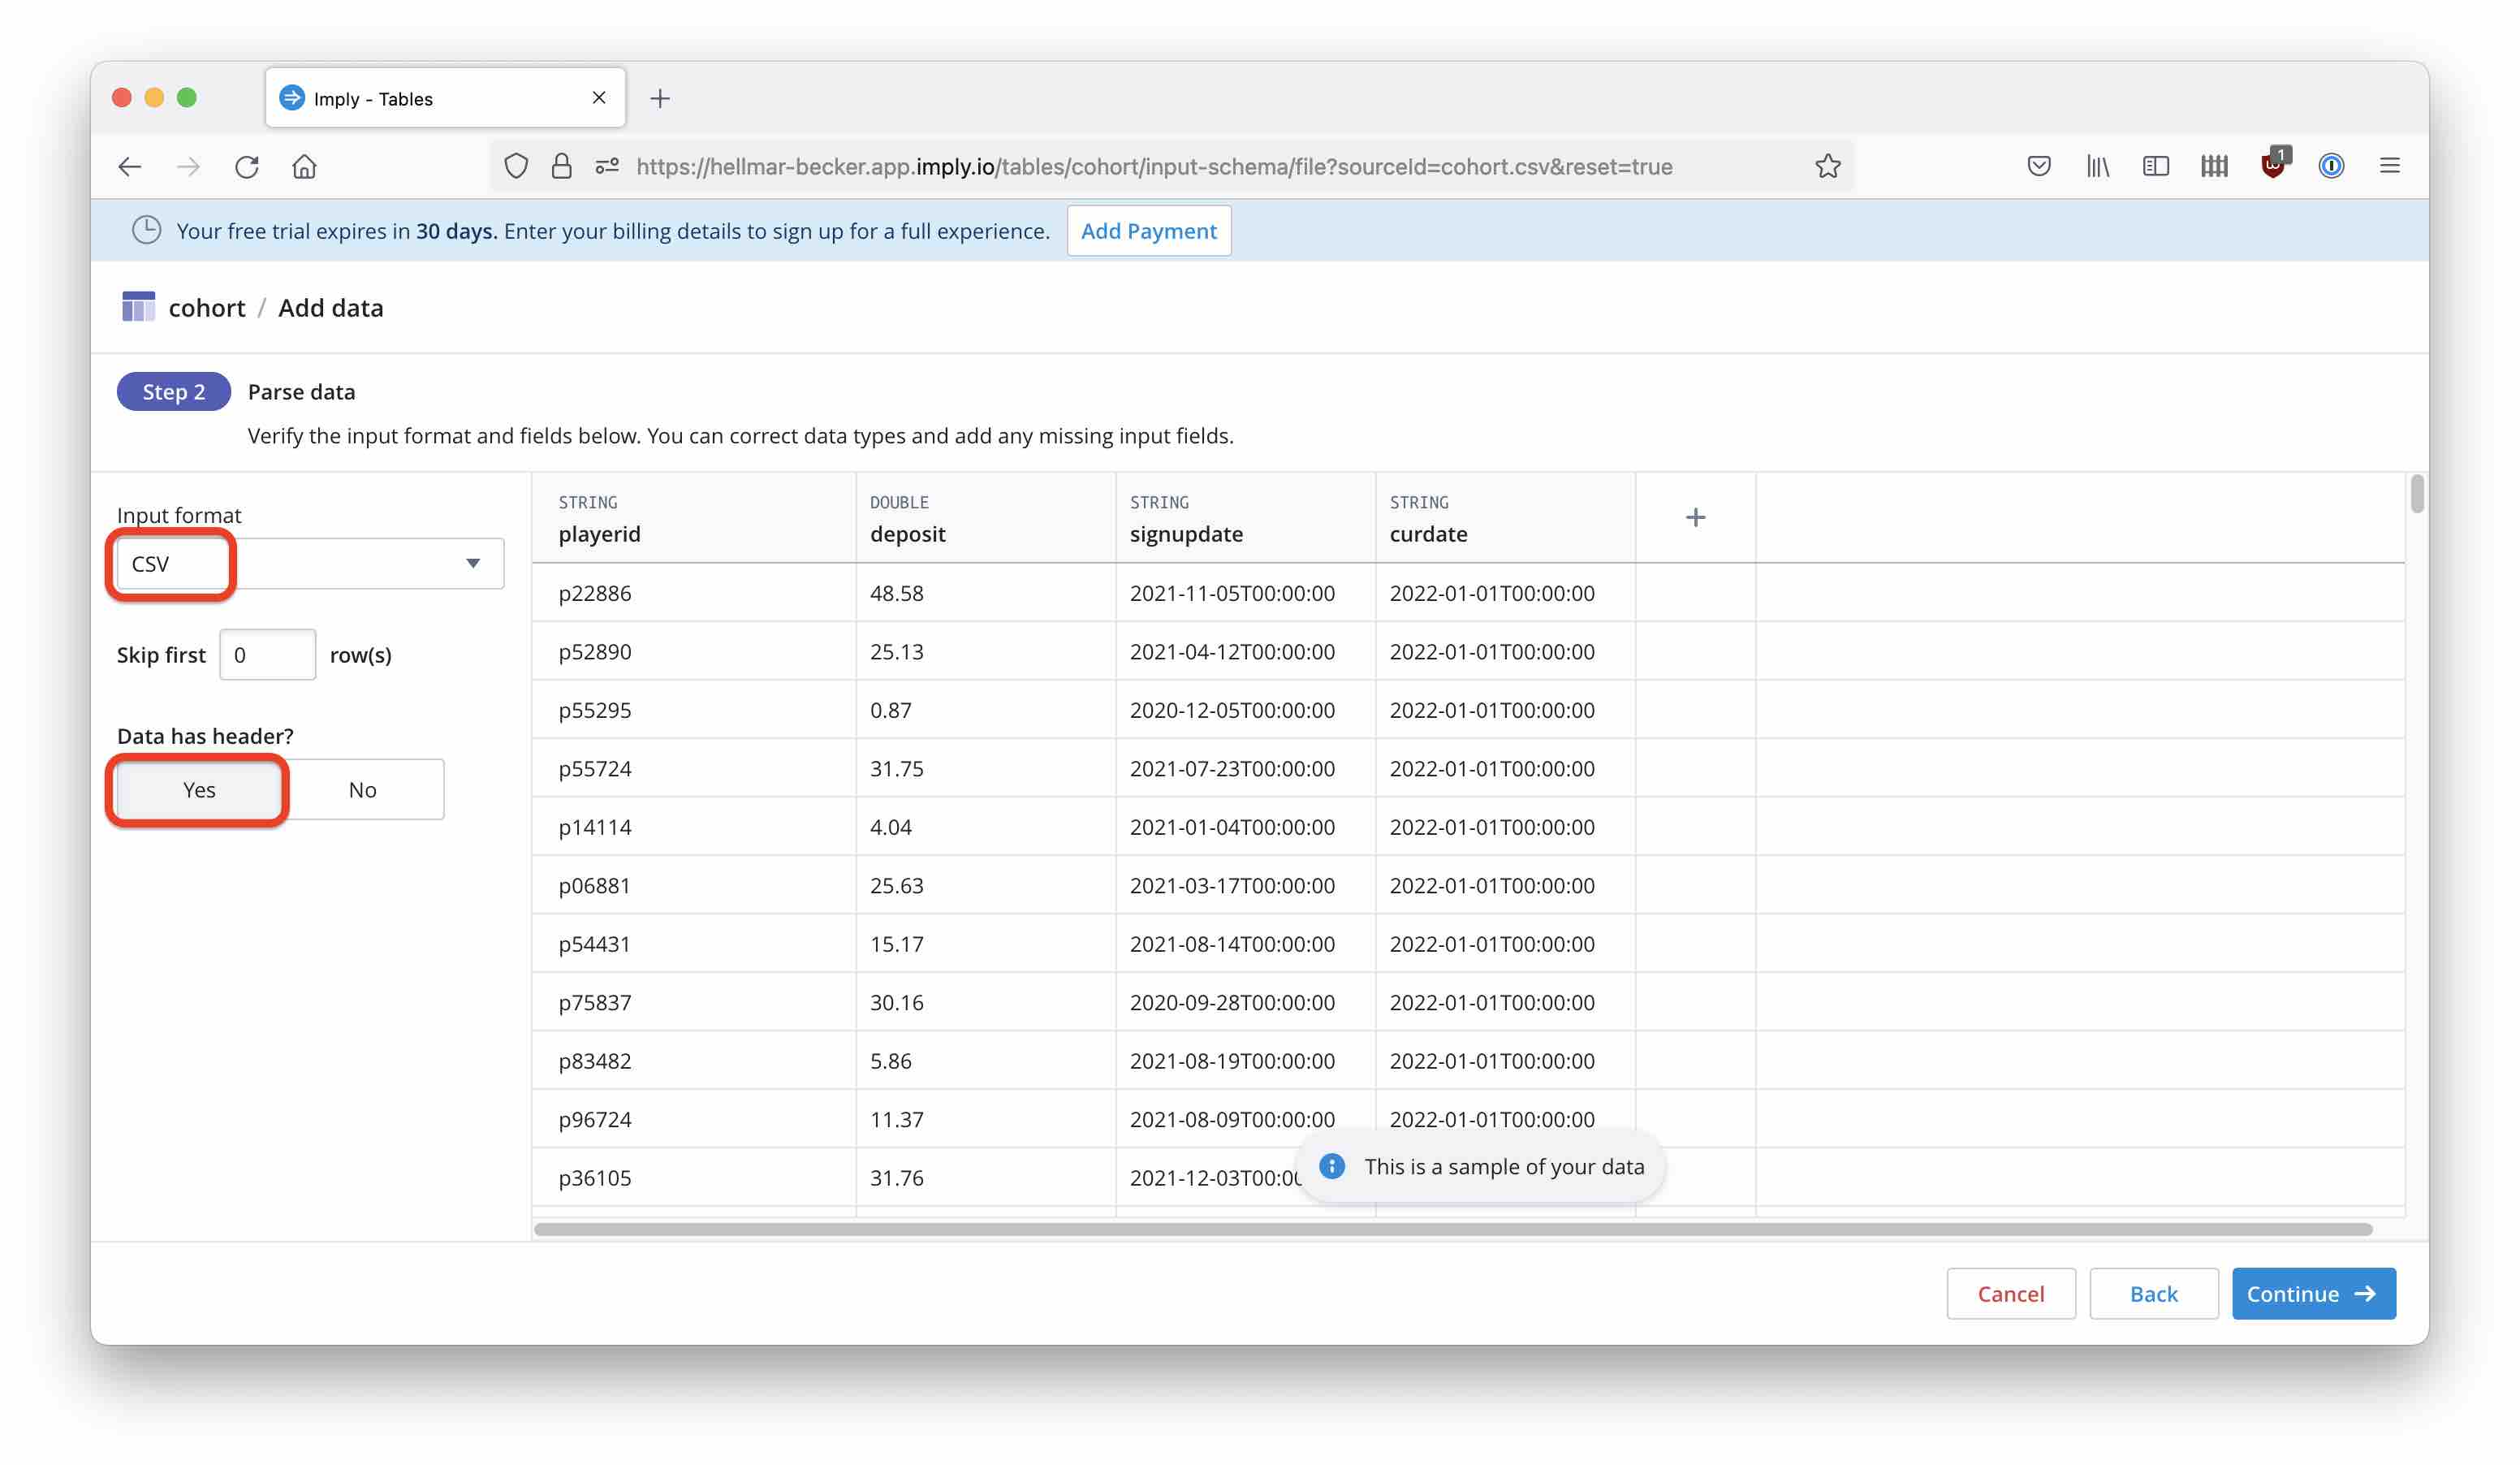 Imply - Tables
https://hellmar-becker.app.imply.io/tables/cohort/input-schema/file?sourceId=cohort.csv&reset=true
1
Your free trial expires in 30 days. Enter your billing details to sign up for a full experience. Add Payment
cohort / Add data
Step 2 Parse data
Verify the input format and fields below. You can correct data types and add any missing input fields.
Input format
CSV
Skip first 0 row(s)
Data has header?
Yes No
STRING DOUBLE STRING STRING
playerid deposit signupdate curdate
p22886 48.58 2021-11-05T00:00:00 2022-01-01T00:00:00
p52890 25.13 2021-04-12T00:00:00 2022-01-01T00:00:00
p55295 0.87 2020-12-05T00:00:00 2022-01-01T00:00:00
p55724 31.75 2021-07-23T00:00:00 2022-01-01T00:00:00
p14114 4.04 2021-01-04T00:00:00 2022-01-01T00:00:00
p06881 25.63 2021-03-17T00:00:00 2022-01-01T00:00:00
p54431 15.17 2021-08-14T00:00:00 2022-01-01T00:00:00
p75837 30.16 2020-09-28T00:00:00 2022-01-01T00:00:00
p83482 5.86 2021-08-19T00:00:00 2022-01-01T00:00:00
p96724 11.37 2021-08-09T00:00:00 2022-01-01T00:00:00
p36105 31.76 2021-12-03T00:00
This is a sample of your data
Cancel Back Continue